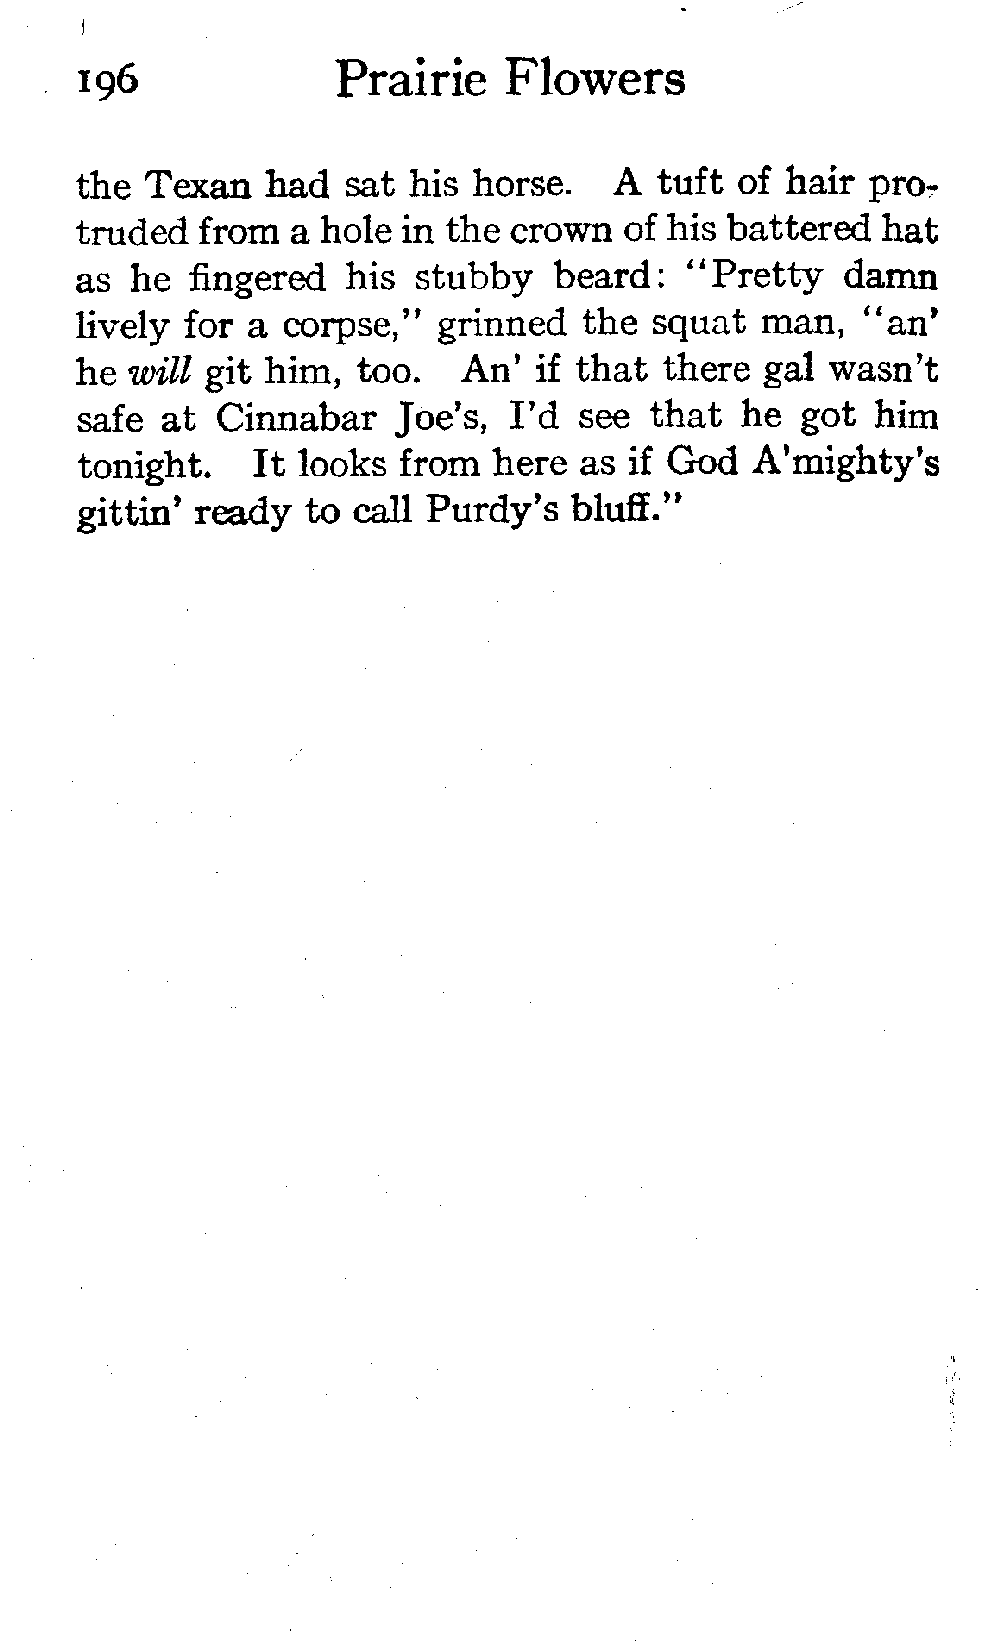 196 Prairie Flowers
the Texan had sat his horse. A tuft of hair pro-
truded from a hole in the crown of his battered hat
as he fingered his stubby beard: "Pretty damn
lively for a corpse," grinned the squat man, "an'
he will git him, too. An' if that there gal wasn't
safe at Cinnabar Joe's, I'd see that he got him
tonight. It looks from here as if God A'mighty's
gittin' ready to call Purdy's bluff."